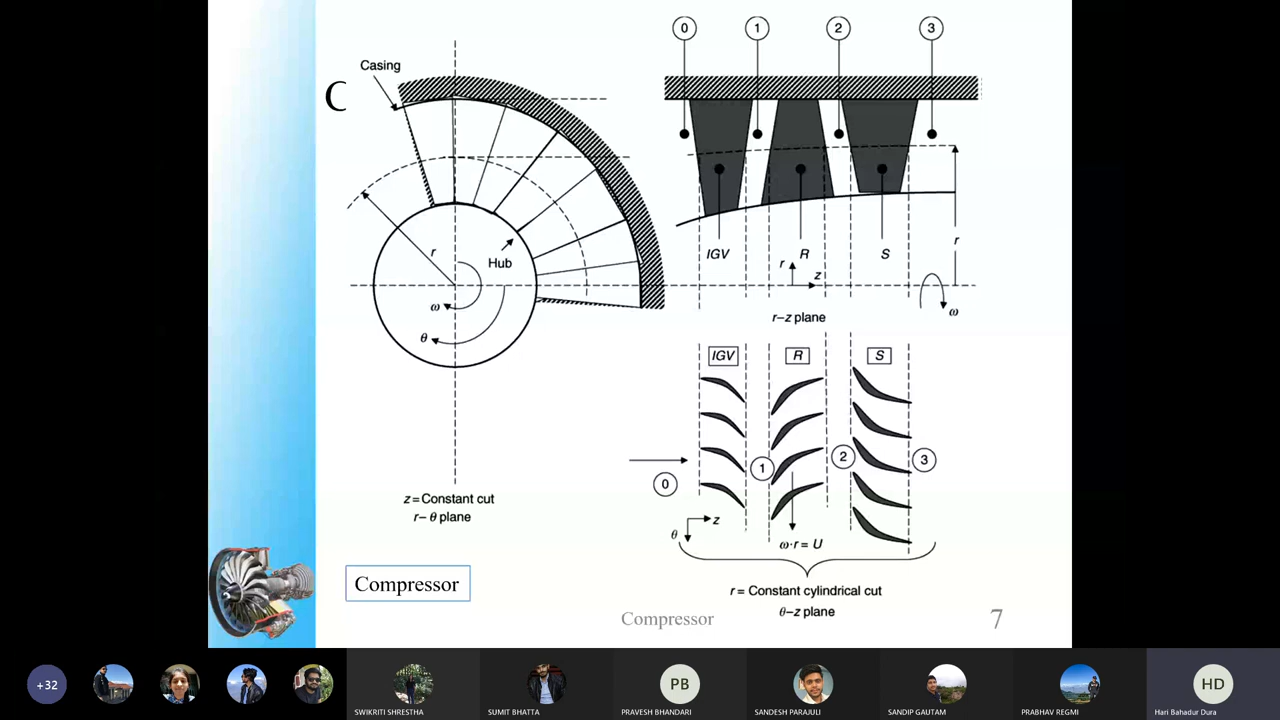 C
Casing
r
Hub
ω
θ
z = Constant cut
r– θ plane
0
1
2
3
IGV
R
S
r
z
r
ω
r–z plane
IGV
R
S
0
1
2
3
z
θ
ω·r = U
r = Constant cylindrical cut
θ–z plane
Compressor
Compressor
7
+32
SWIKRITI SHRESTHA
SUMIT BHATTA
PB
PRAVESH BHANDARI
SANDESH PARAJULI
SANDIP GAUTAM
PRABHAV REGMI
HD
Hari Bahadur Dura